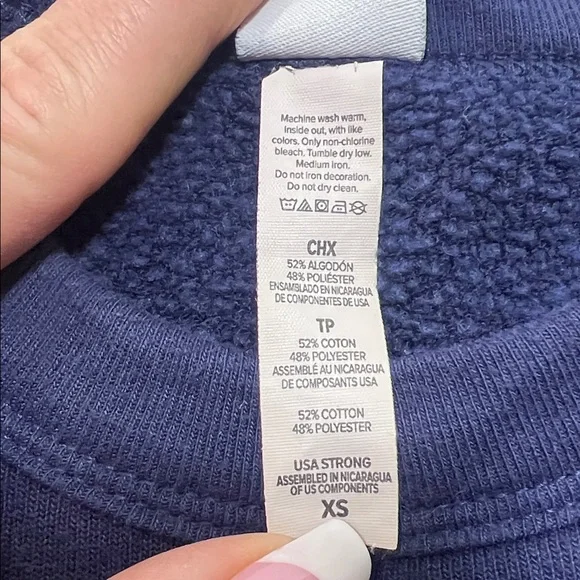 Machine wash warm,
Inside out, with like
colors. Only non-chlorine
bleach. Tumble dry low.
Medium iron.
Do not iron decoration.
Do not dry clean.
CHX
52% ALGODÓN
48% POLIÉSTER
ENSAMBLADO EN NICARAGUA
DE COMPONENTES DE USA
TP
52% COTON
48% POLYESTER
ASSEMBLÉ AU NICARAGUA
DE COMPOSANTS USA
52% COTTON
48% POLYESTER
USA STRONG
ASSEMBLED IN NICARAGUA
OF US COMPONENTS
XS